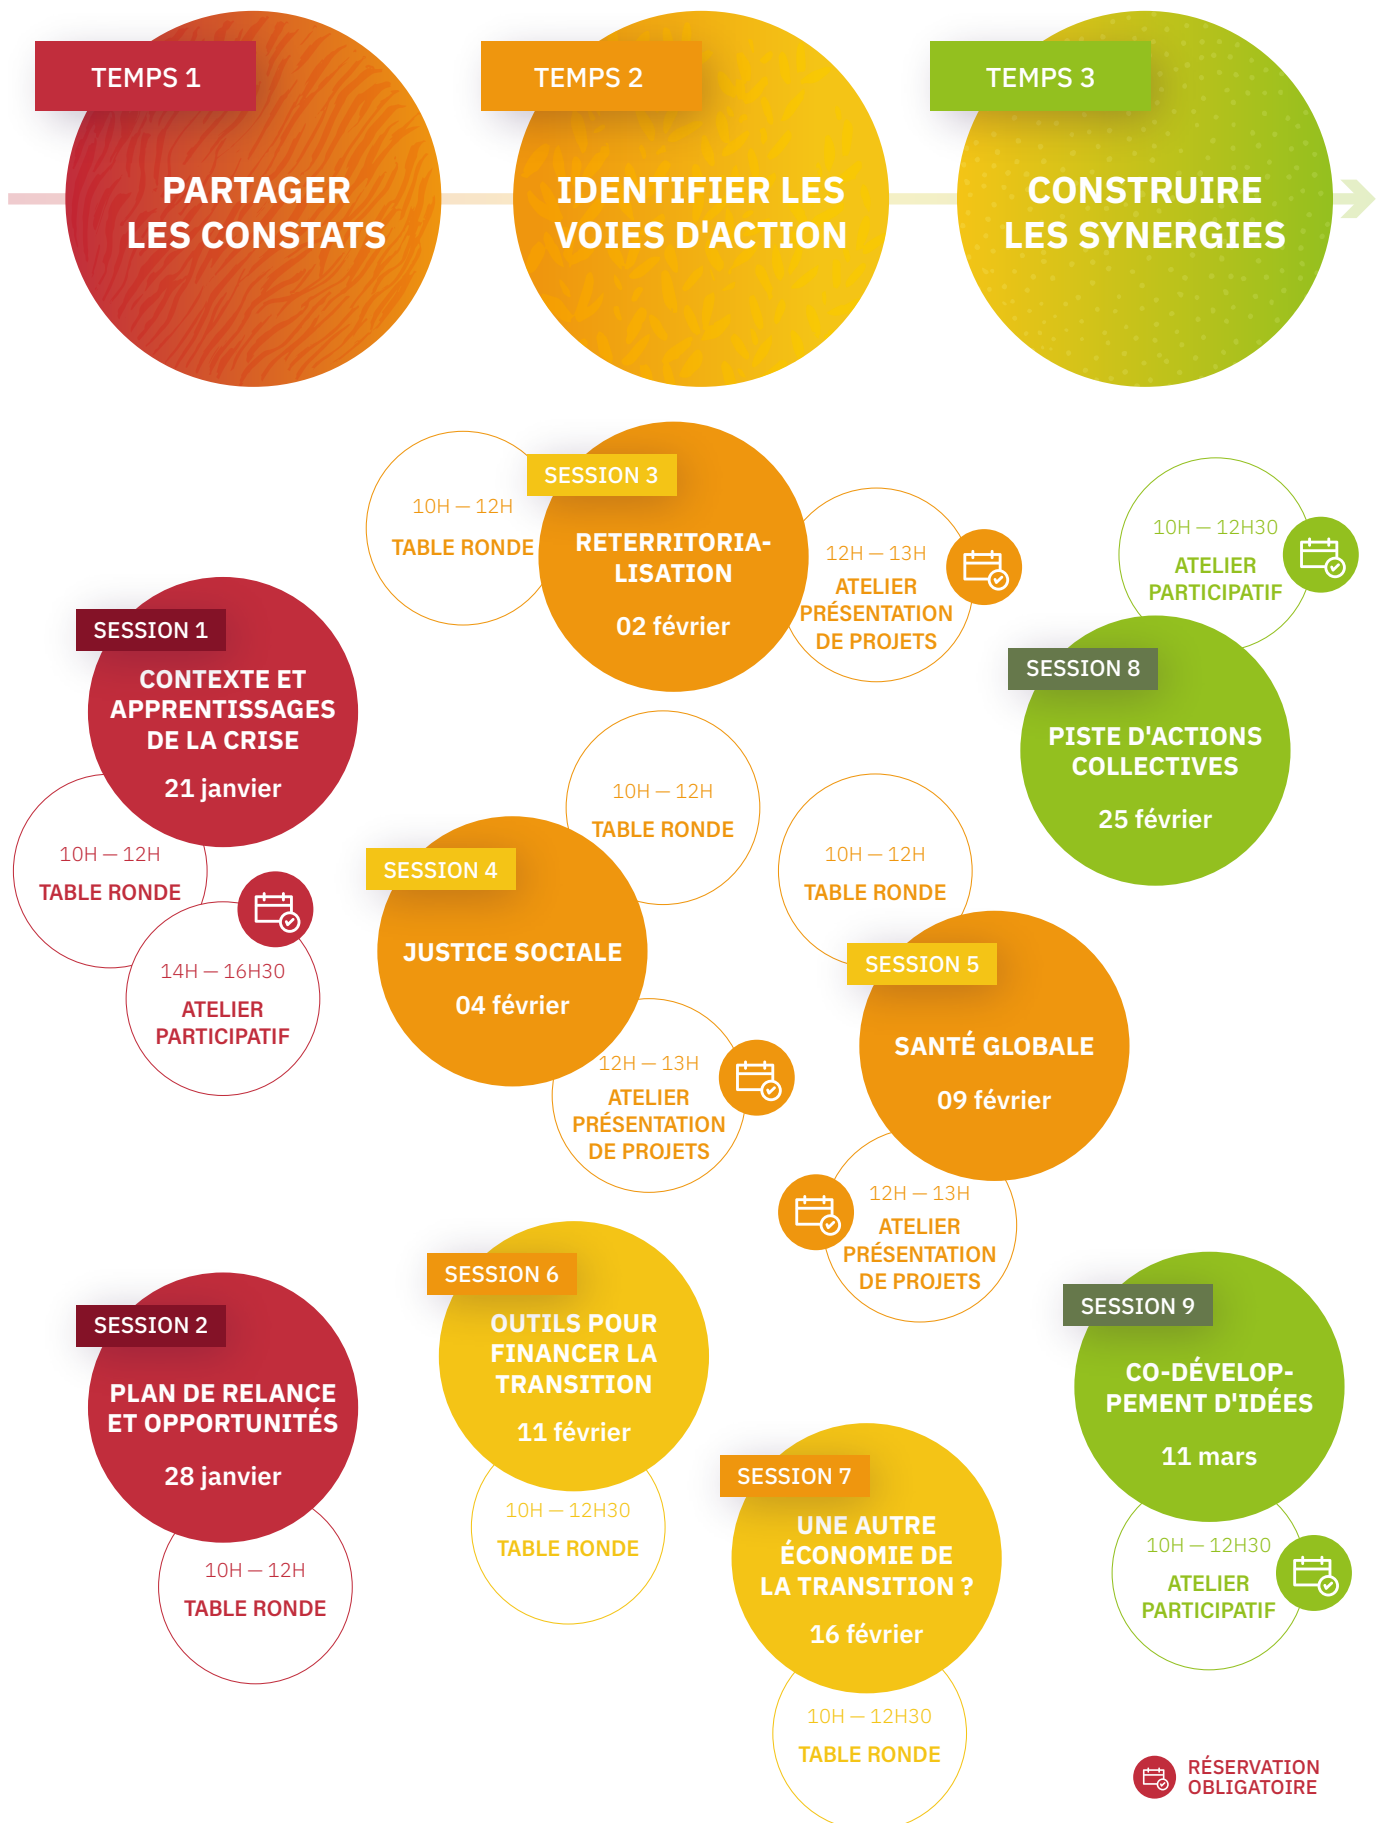 TEMPS 1
PARTAGER
LES CONSTATS
TEMPS 2
IDENTIFIER LES
VOIES D'ACTION
TEMPS 3
CONSTRUIRE
LES SYNERGIES
SESSION 1
CONTEXTE ET
APPRENTISSAGES
DE LA CRISE
21 janvier
10H — 12H
TABLE RONDE
14H — 16H30
ATELIER
PARTICIPATIF
SESSION 2
PLAN DE RELANCE
ET OPPORTUNITÉS
28 janvier
10H — 12H
TABLE RONDE
SESSION 3
RETERRITORIA-
LISATION
02 février
10H — 12H
TABLE RONDE
12H — 13H
ATELIER
PRÉSENTATION
DE PROJETS
SESSION 4
JUSTICE SOCIALE
04 février
10H — 12H
TABLE RONDE
12H — 13H
ATELIER
PRÉSENTATION
DE PROJETS
SESSION 5
SANTÉ GLOBALE
09 février
10H — 12H
TABLE RONDE
12H — 13H
ATELIER
PRÉSENTATION
DE PROJETS
SESSION 6
OUTILS POUR
FINANCER LA
TRANSITION
11 février
10H — 12H30
TABLE RONDE
SESSION 7
UNE AUTRE
ÉCONOMIE DE
LA TRANSITION ?
16 février
10H — 12H30
TABLE RONDE
SESSION 8
PISTE D'ACTIONS
COLLECTIVES
25 février
10H — 12H30
ATELIER
PARTICIPATIF
SESSION 9
CO-DÉVELOP-
PEMENT D'IDÉES
11 mars
10H — 12H30
ATELIER
PARTICIPATIF
RÉSERVATION
OBLIGATOIRE